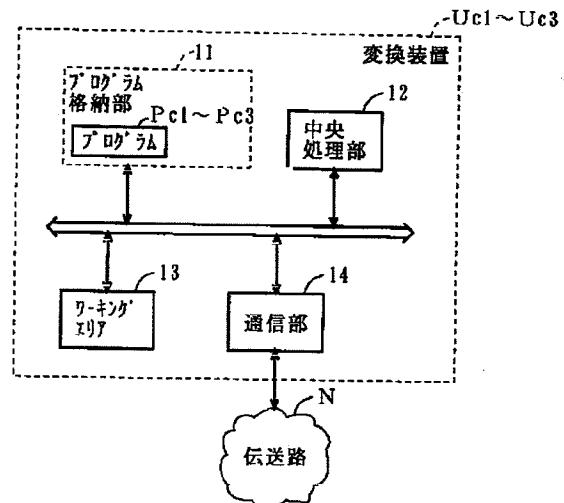 Uc1～Uc3
変換装置
11
ﾌﾟﾛｸﾞﾗﾑ
格納部
Pc1～Pc3
ﾌﾟﾛｸﾞﾗﾑ
12
中央
処理部
13
ﾜｰｷﾝｸﾞ
ｴﾘｱ
14
通信部
N
伝送路